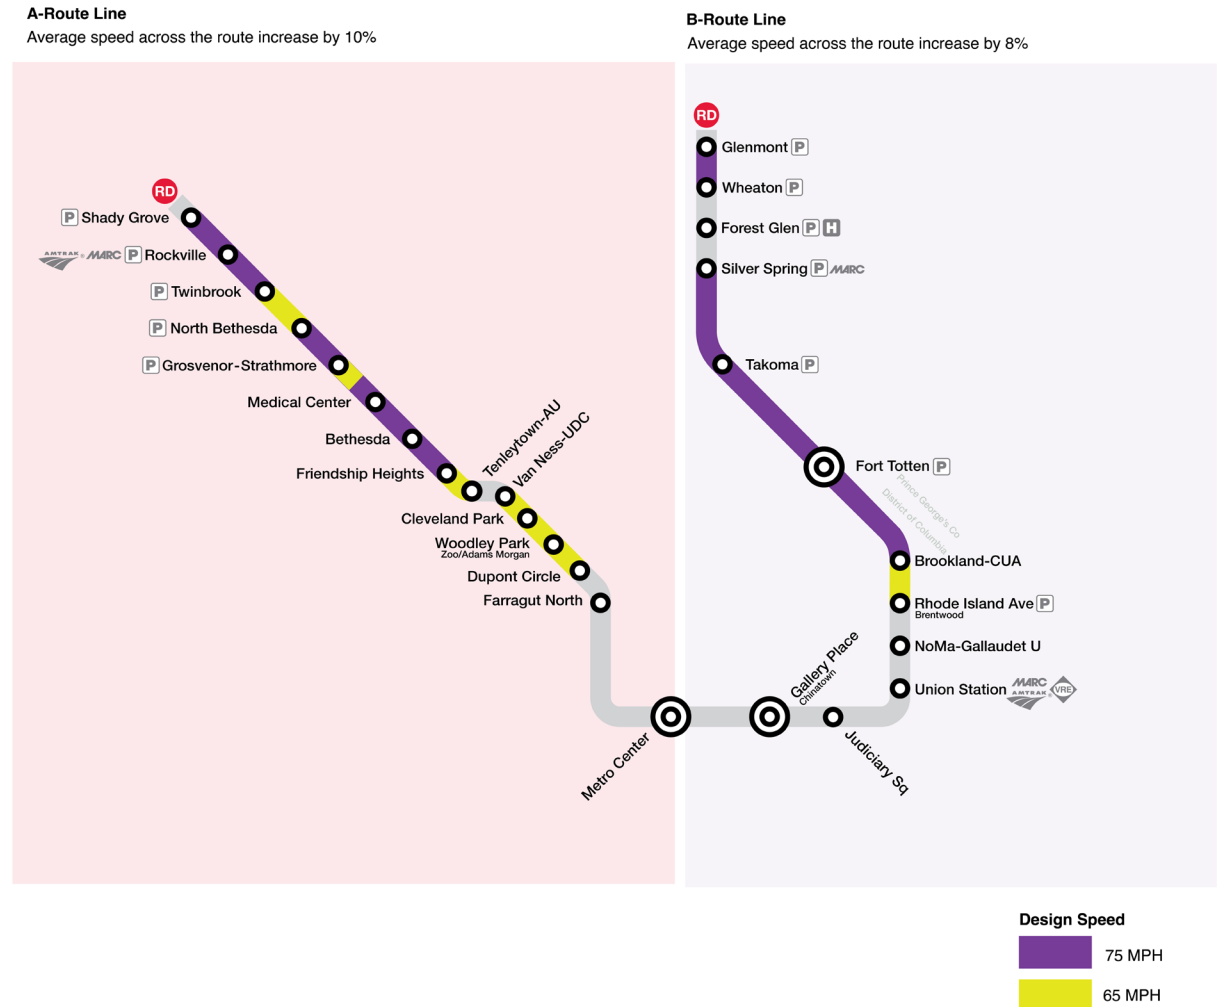 A-Route Line
Average speed across the route increase by 10%
B-Route Line
Average speed across the route increase by 8%
RD
P Shady Grove
AMTRAK MARC P Rockville
P Twinbrook
P North Bethesda
P Grosvenor-Strathmore
Medical Center
Bethesda
Friendship Heights
Tenleytown-AU
Van Ness-UDC
Cleveland Park
Woodley Park
Zoo/Adams Morgan
Dupont Circle
Farragut North
Metro Center
RD
Glenmont P
Wheaton P
Forest Glen P H
Silver Spring P MARC
Takoma P
Fort Totten P
Prince George's Co
District of Columbia
Brookland-CUA
Rhode Island Ave P
Brentwood
NoMa-Gallaudet U
Union Station MARC AMTRAK VRE
Judiciary Sq
Gallery Place
Chinatown
Design Speed
75 MPH
65 MPH